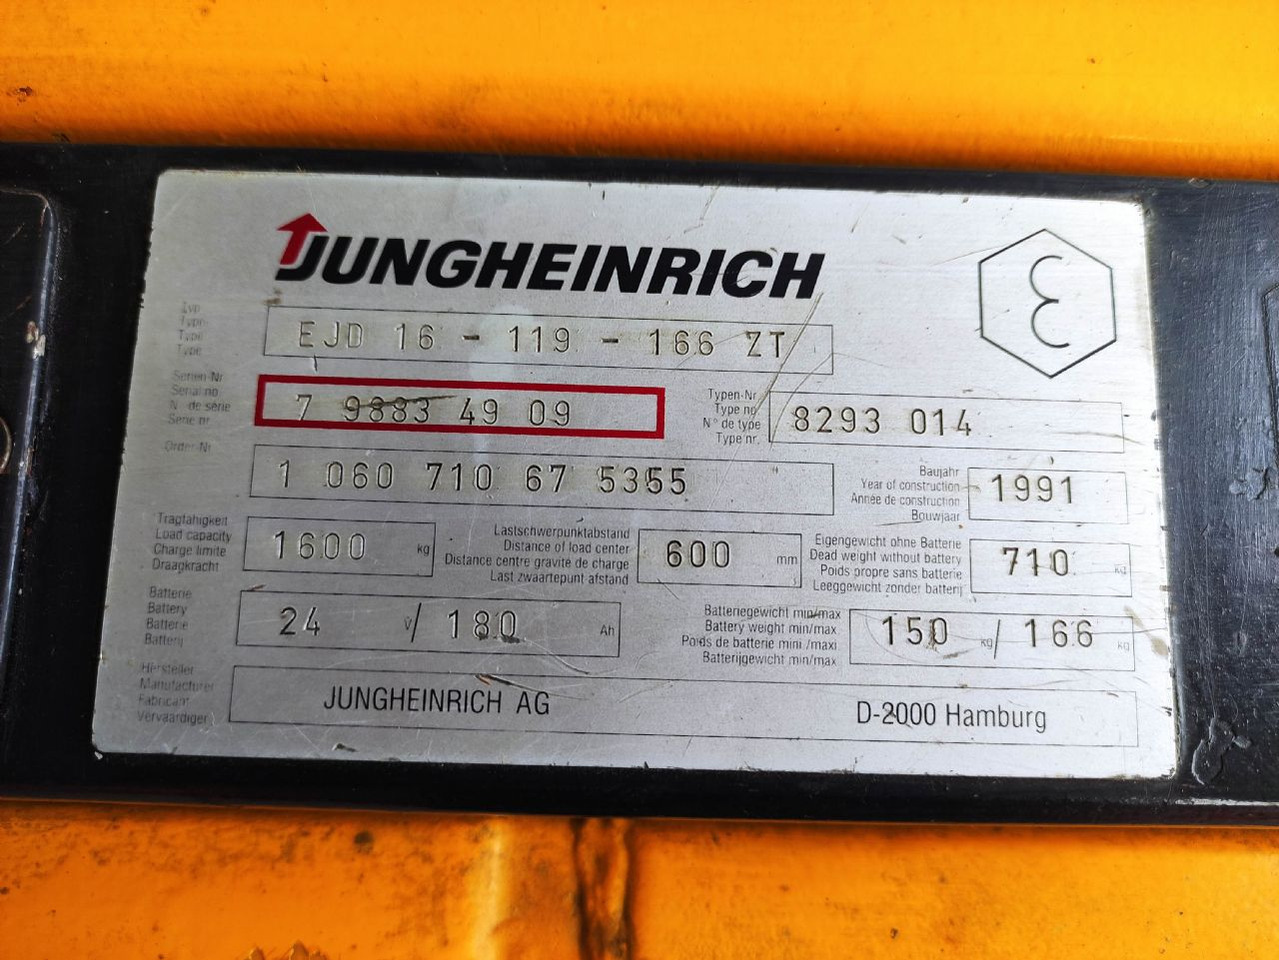 JUNGHEINRICH
Typ
Type
Type
Type
EJD 16 - 119 - 166 ZT
Serien-Nr.
Serial no
N° de série
Serie nr.
7 9883 49 09
Typen-Nr
Type no
N° de type
Type nr.
8293 014
Order-Nr
1 060 710 67 5355
Baujahr
Year of construction
Année de construction
Bouwjaar
1991
Tragfähigkeit
Load capacity
Charge limite
Draagkracht
1600 kg
Lastschwerpunktabstand
Distance of load center
Distance centre gravité de charge
Last zwaartepunt afstand
600 mm
Eigengewicht ohne Batterie
Dead weight without battery
Poids propre sans batterie
Leeggewicht zonder batterij
710 kg
Batterie
Battery
Batterie
Batterij
24 V/ 180 Ah
Batteriegewicht min/max
Battery weight min/max
Poids de batterie mini /maxi
Batterijgewicht min/max
150 kg / 166 kg
Hersteller
Manufacturer
Fabricant
Vervaardiger
JUNGHEINRICH AG D-2000 Hamburg